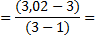 = (3,02 − 3) / (3 − 1) =